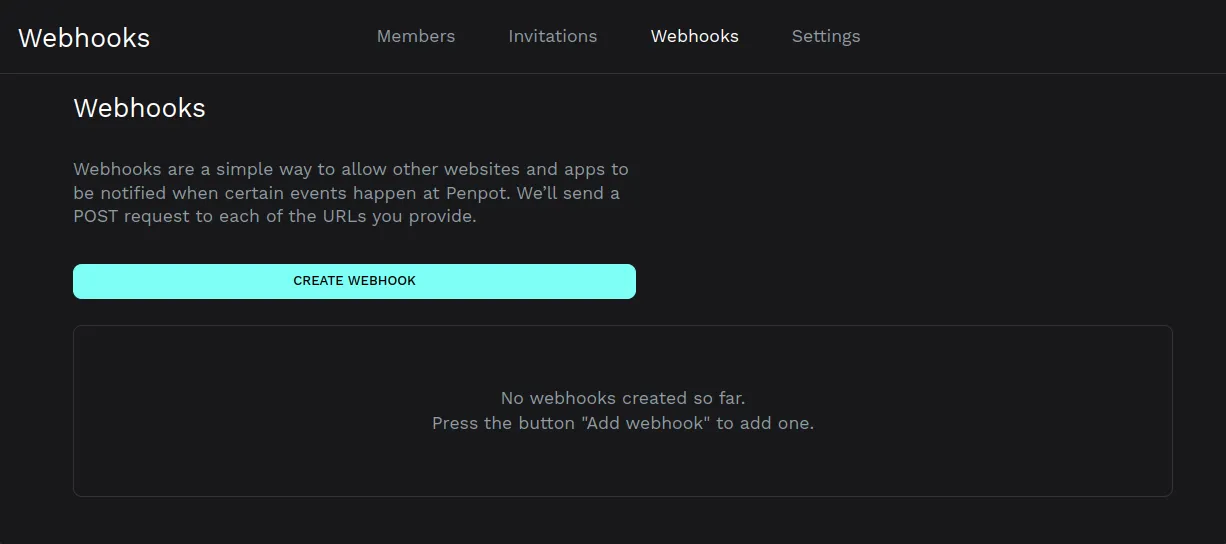 Webhooks
Members
Invitations
Webhooks
Settings
Webhooks
Webhooks are a simple way to allow other websites and apps to
be notified when certain events happen at Penpot. We’ll send a
POST request to each of the URLs you provide.
CREATE WEBHOOK
No webhooks created so far.
Press the button "Add webhook" to add one.